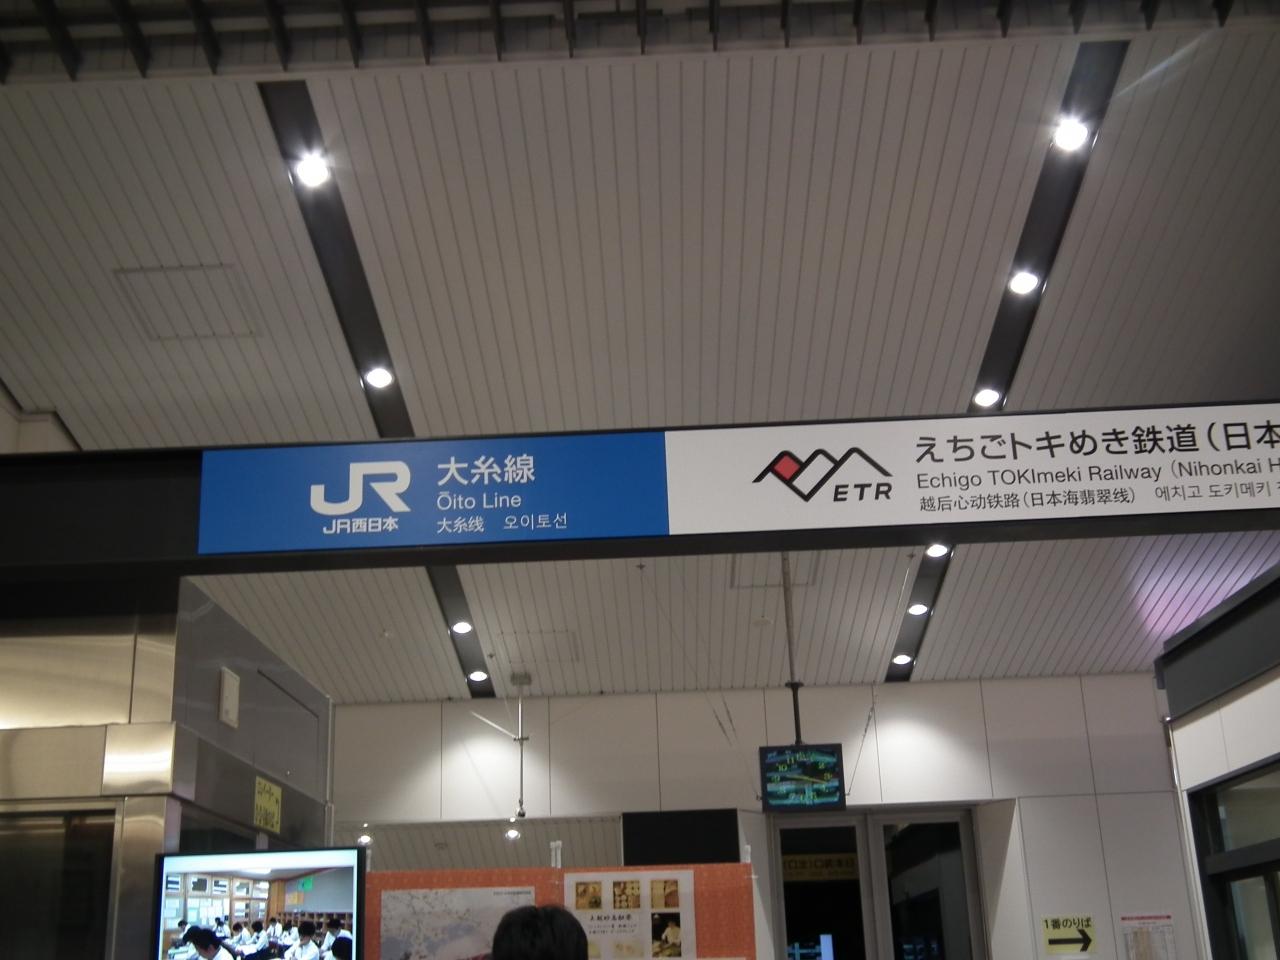 JR
JR西日本
大糸線
Ōito Line
大糸线 오이토선
ETR
えちごトキめき鉄道(日本
Echigo TOKImeki Railway (Nihonkai H
越后心动铁路(日本海翡翠线) 에치고 도키메키
1番のりば